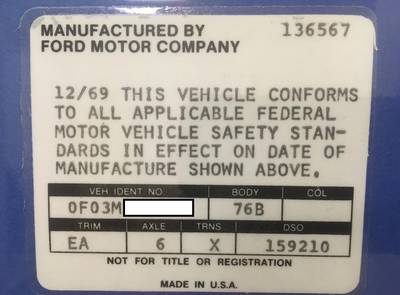 MANUFACTURED BY 136567
FORD MOTOR COMPANY
12/69 THIS VEHICLE CONFORMS
TO ALL APPLICABLE FEDERAL
MOTOR VEHICLE SAFETY STAN-
DARDS IN EFFECT ON DATE OF
MANUFACTURE SHOWN ABOVE.
VEH IDENT NO BODY COL
0F03M 76B
TRIM AXLE TRNS DSO
EA 6 X 159210
NOT FOR TITLE OR REGISTRATION
MADE IN U.S.A.